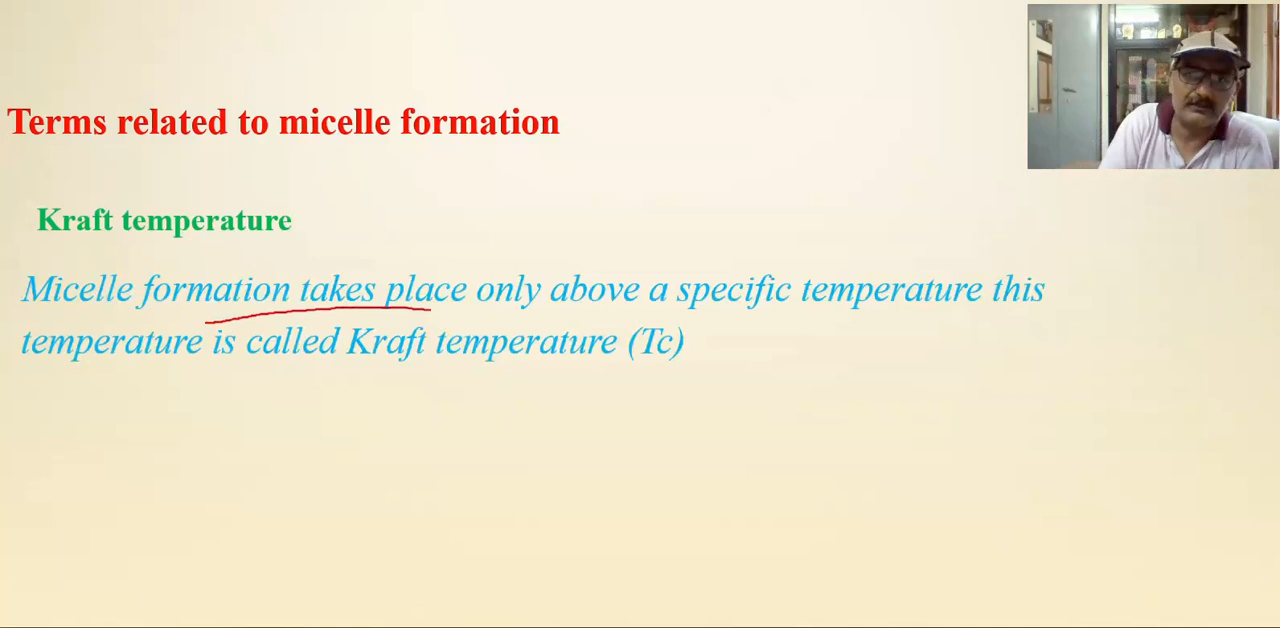 Terms related to micelle formation
Kraft temperature
Micelle formation takes place only above a specific temperature this
temperature is called Kraft temperature (Tc)